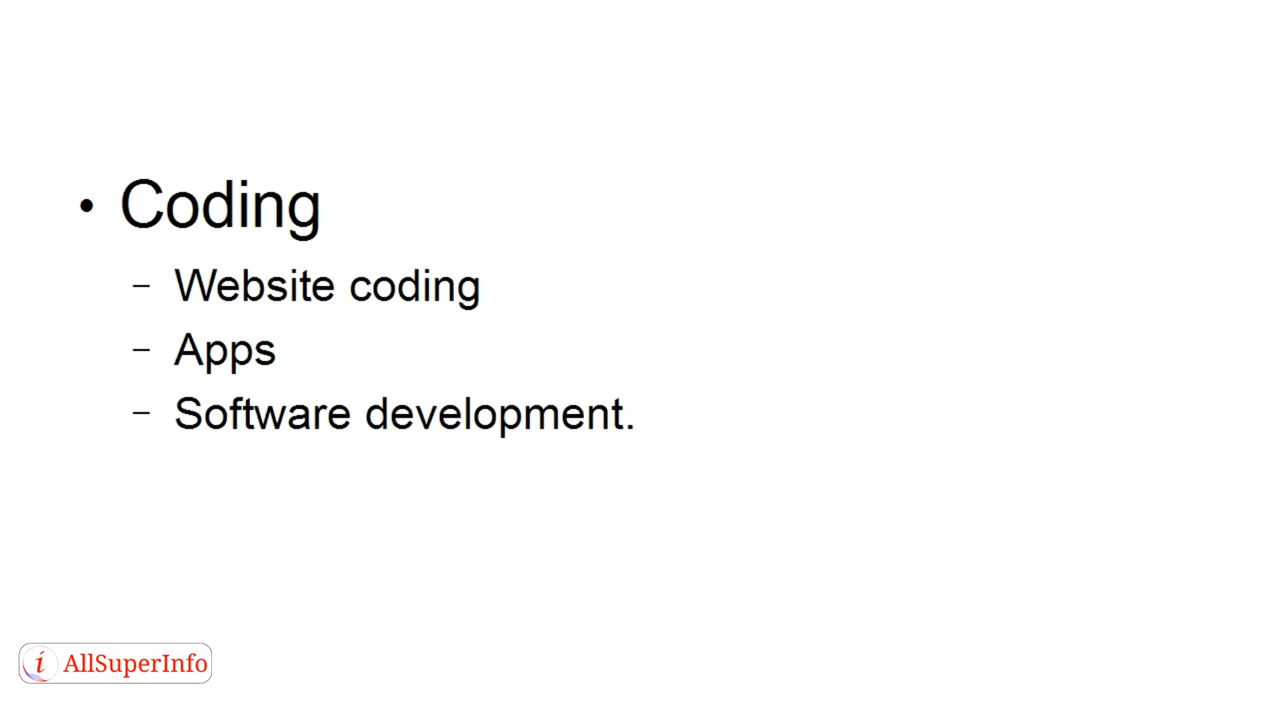 • Coding
– Website coding
– Apps
– Software development.
i AllSuperInfo